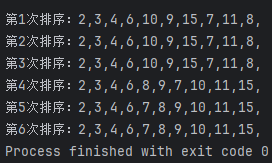 第1次排序：2,3,4,6,10,9,15,7,11,8,
第2次排序：2,3,4,6,10,9,15,7,11,8,
第3次排序：2,3,4,6,10,9,15,7,11,8,
第4次排序：2,3,4,6,8,9,7,10,11,15,
第5次排序：2,3,4,6,7,8,9,10,11,15,
第6次排序：2,3,4,6,7,8,9,10,11,15,
Process finished with exit code 0